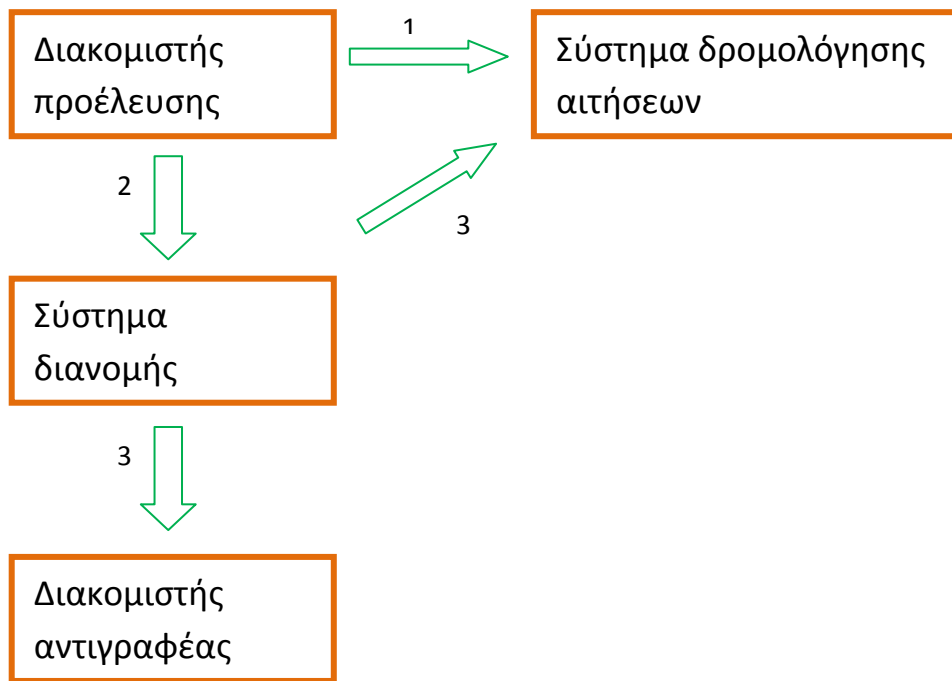 Διακομιστής
προέλευσης
1
Σύστημα δρομολόγησης
αιτήσεων
2
3
Σύστημα
διανομής
3
Διακομιστής
αντιγραφέας